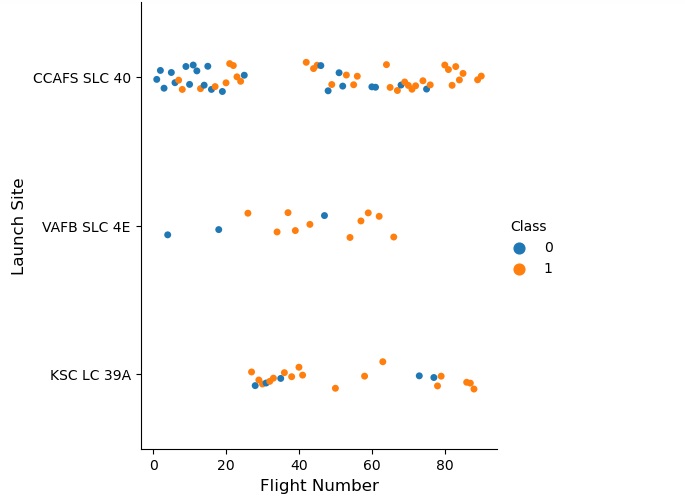 CCAFS SLC 40
VAFB SLC 4E
KSC LC 39A
Launch Site
0 20 40 60 80
Flight Number
Class
0
1